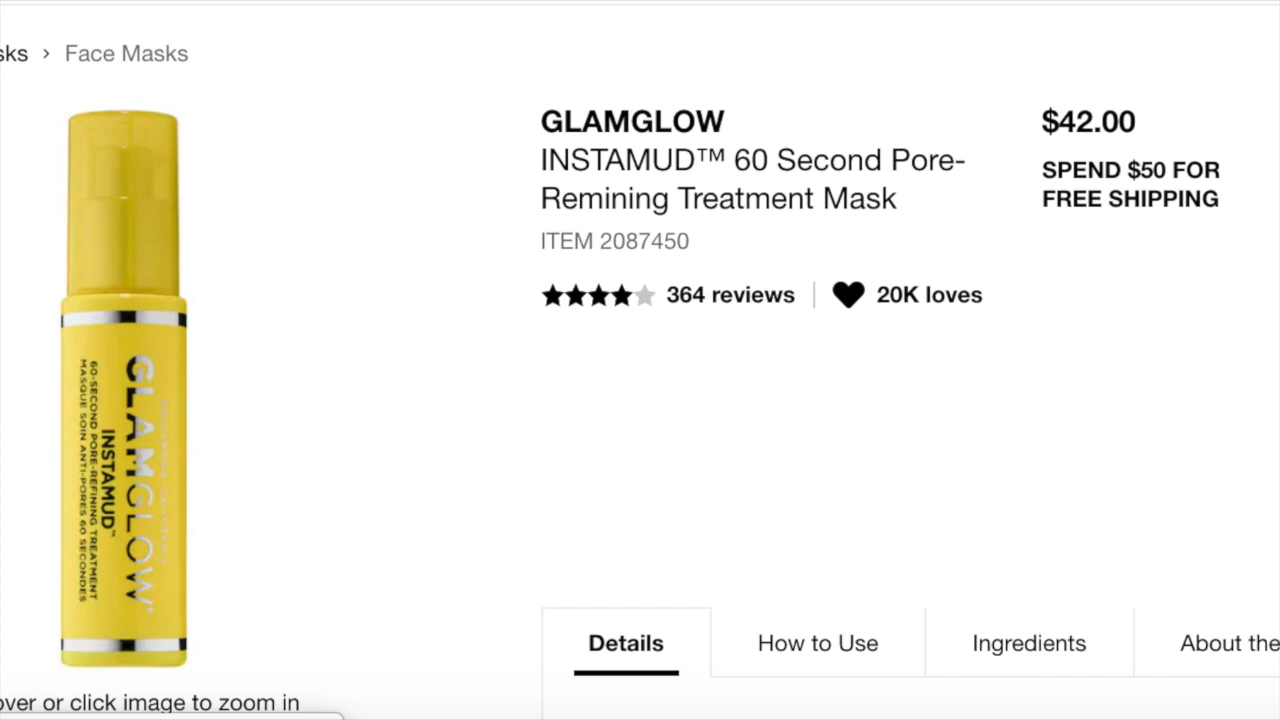 sks › Face Masks
GLAMGLOW
INSTAMUD™ 60 Second Pore-
Remining Treatment Mask
ITEM 2087450
364 reviews
20K loves
$42.00
SPEND $50 FOR
FREE SHIPPING
GLAMGLOW
INSTAMUD™
60-SECOND PORE-REFINING TREATMENT
MASQUE SOIN ANTI-PORES 60 SECONDES
over or click image to zoom in
Details
How to Use
Ingredients
About the